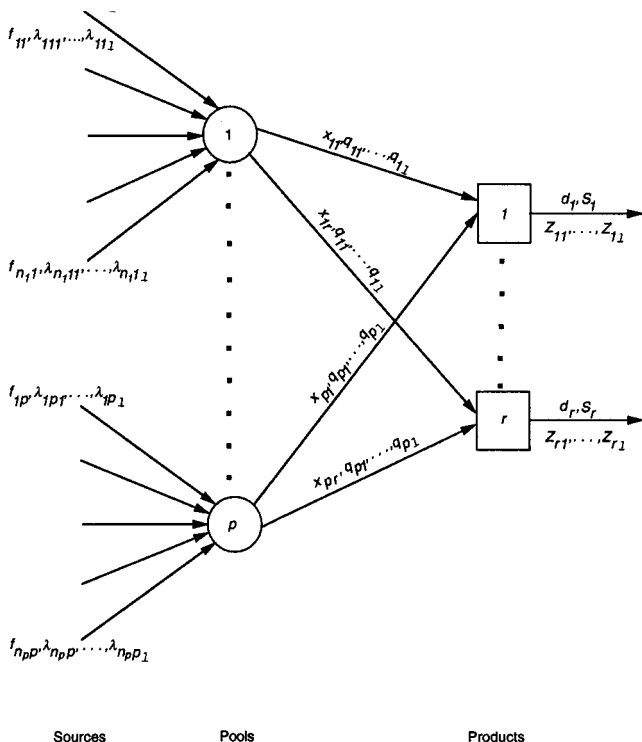 f11,λ111,...,λ11l
1
x11,q11,...,q1l
1
d1,S1
Z11,...,Z1l
x1r,q11,...,q1l
fn11,λn111,...,λn11l
xp1,qp1,...,qpl
f1p,λ1p1,...,λ1pl
r
dr,Sr
Zr1,...,Zrl
xpr,qp1,...,qpl
p
fnpp,λnpp,...,λnppl
Sources Pools Products